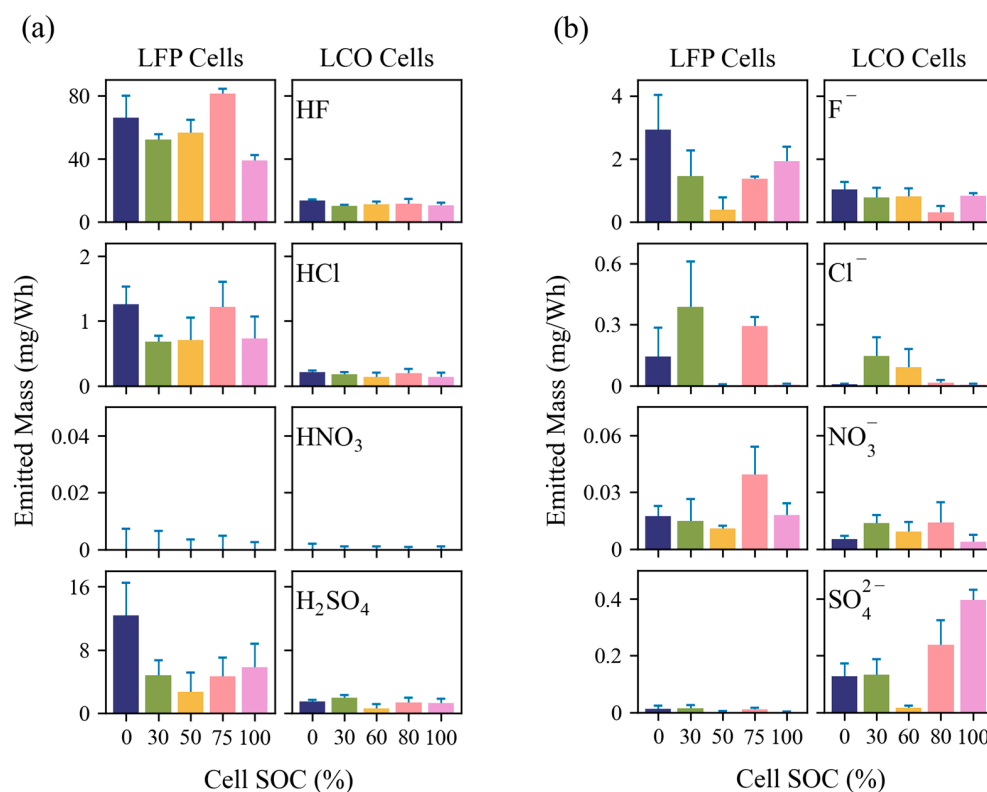 (a)
LFP Cells
LCO Cells
Emitted Mass (mg/Wh)
80
40
0
HF
2
1
0
HCl
0.04
0.02
0
HNO₃
16
8
0
H₂SO₄
0 30 50 75 100
0 30 60 80 100
Cell SOC (%)
(b)
LFP Cells
LCO Cells
Emitted Mass (mg/Wh)
4
2
0
F⁻
0.6
0.3
0
Cl⁻
0.06
0.03
0
NO₃⁻
0.4
0.2
0
SO₄²⁻
0 30 50 75 100
0 30 60 80 100
Cell SOC (%)